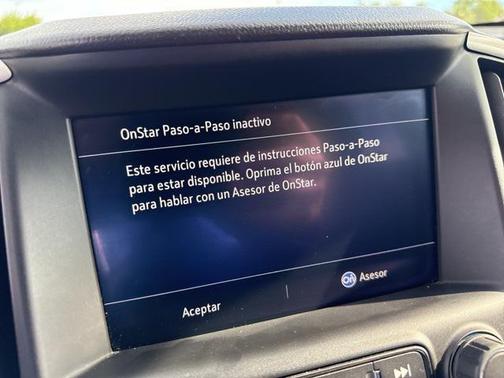 OnStar Paso-a-Paso inactivo
Este servicio requiere de instrucciones Paso-a-Paso
para estar disponible. Oprima el botón azul de OnStar
para hablar con un Asesor de OnStar.
Aceptar
On Asesor